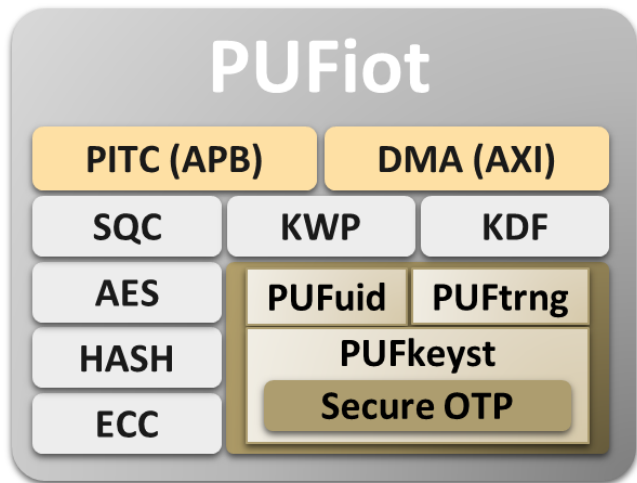 PUFiot
PITC (APB) DMA (AXI)
SQC KWP KDF
AES
PUFuid PUFtrng
HASH
PUFkeyst
ECC
Secure OTP